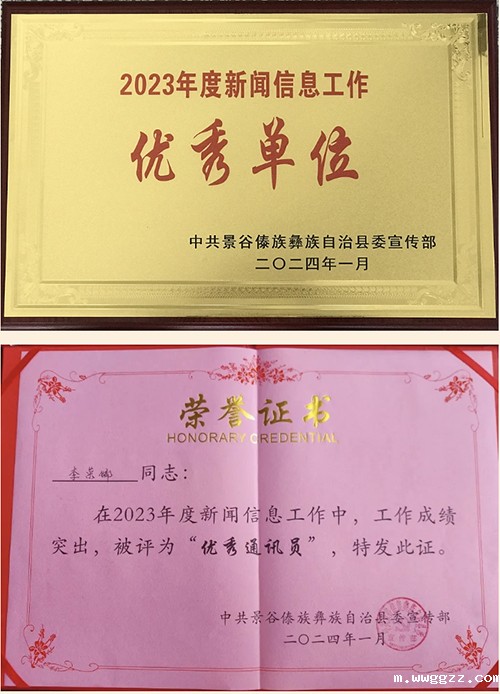 2023年度新闻信息工作
优秀单位
中共景谷傣族彝族自治县委宣传部
二〇二四年一月
荣誉证书
HONORARY CREDENTIAL
同志：
在2023年度新闻信息工作中，工作成绩
突出，被评为“优秀通讯员”，特发此证。
中共景谷傣族彝族自治县委宣传部
二〇二四年一月
m.wwggzz.com